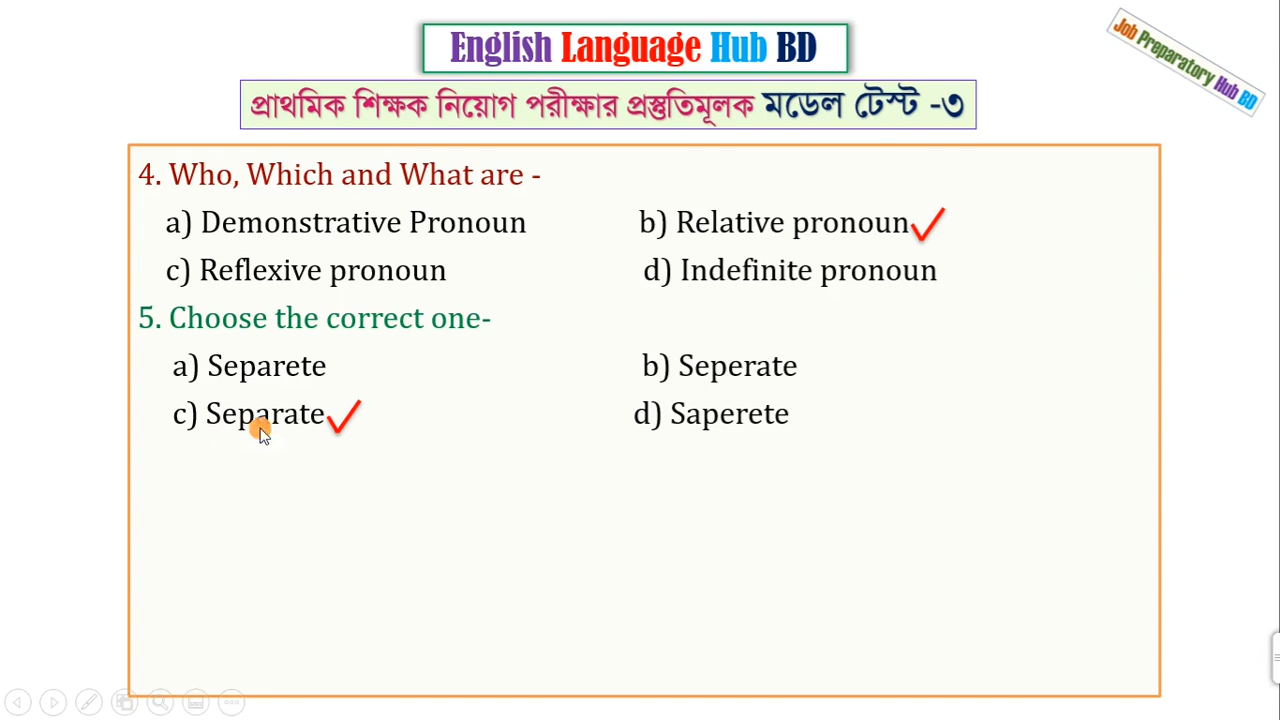 English Language Hub BD
Job Preparatory Hub BD
প্রাথমিক শিক্ষক নিয়োগ পরীক্ষার প্রস্তুতিমূলক মডেল টেস্ট -৩
4. Who, Which and What are -
a) Demonstrative Pronoun b) Relative pronoun
c) Reflexive pronoun d) Indefinite pronoun
5. Choose the correct one-
a) Separete b) Seperate
c) Separate d) Saperete